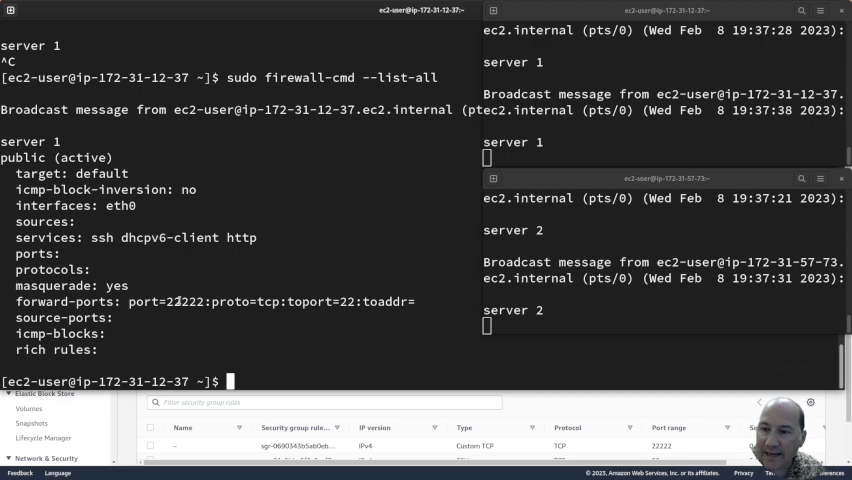 ec2-user@ip-172-31-12-37:~
server 1
^C
[ec2-user@ip-172-31-12-37 ~]$ sudo firewall-cmd --list-all
Broadcast message from ec2-user@ip-172-31-12-37.ec2.internal (pt
server 1
public (active)
target: default
icmp-block-inversion: no
interfaces: eth0
sources:
services: ssh dhcpv6-client http
ports:
protocols:
masquerade: yes
forward-ports: port=22222:proto=tcp:toport=22:toaddr=
source-ports:
icmp-blocks:
rich rules:
[ec2-user@ip-172-31-12-37 ~]$
ec2-user@ip-172-31-12-37:~
ec2.internal (pts/0) (Wed Feb  8 19:37:28 2023):
server 1
Broadcast message from ec2-user@ip-172-31-12-37.
ec2.internal (pts/0) (Wed Feb  8 19:37:38 2023):
server 1
ec2-user@ip-172-31-57-73:~
ec2.internal (pts/0) (Wed Feb  8 19:37:21 2023):
server 2
Broadcast message from ec2-user@ip-172-31-57-73.
ec2.internal (pts/0) (Wed Feb  8 19:37:31 2023):
server 2
Elastic Block Store
Volumes
Snapshots
Lifecycle Manager
Network & Security
Filter security group rules
Name Security group rule... IP version Type Protocol Port range
– sgr-0690343b5ab0eb... IPv4 Custom TCP TCP 22222
Feedback Language © 2023, Amazon Web Services, Inc. or its affiliates. Privacy